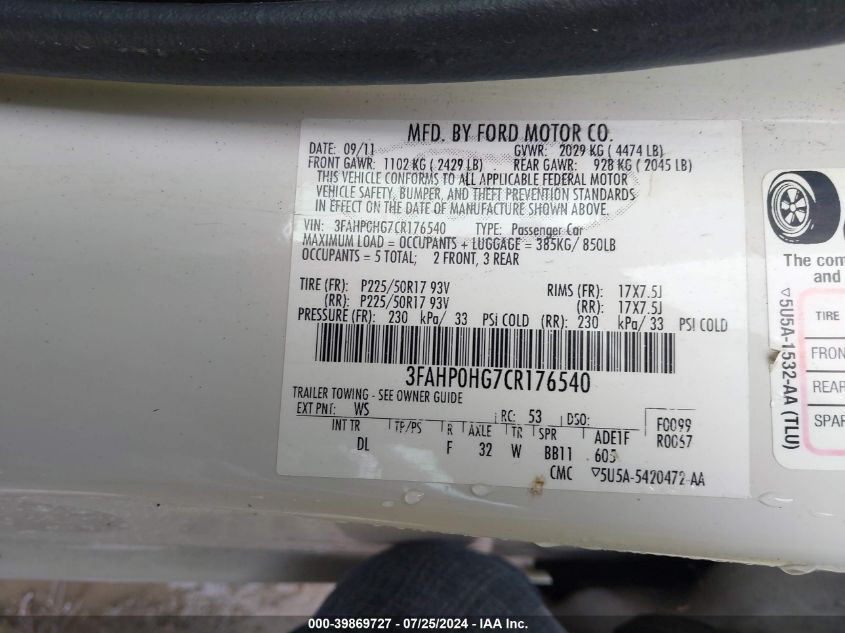 MFD. BY FORD MOTOR CO.
DATE: 09/11 GVWR: 2029 KG ( 4474 LB)
FRONT GAWR: 1102 KG ( 2429 LB) REAR GAWR: 928 KG ( 2045 LB)
THIS VEHICLE CONFORMS TO ALL APPLICABLE FEDERAL MOTOR
VEHICLE SAFETY, BUMPER, AND THEFT PREVENTION STANDARDS
IN EFFECT ON THE DATE OF MANUFACTURE SHOWN ABOVE.
VIN: 3FAHP0HG7CR176540 TYPE: Passenger Car
MAXIMUM LOAD = OCCUPANTS + LUGGAGE = 385KG/ 850LB
OCCUPANTS = 5 TOTAL; 2 FRONT, 3 REAR
TIRE (FR): P225/50R17 93V RIMS (FR): 17X7.5J
(RR): P225/50R17 93V (RR): 17X7.5J
PRESSURE (FR): 230 kPa/ 33 PSI COLD (RR): 230 kPa/ 33 PSI COLD
3FAHP0HG7CR176540
TRAILER TOWING - SEE OWNER GUIDE
EXT PNT: WS RC: 53 DSO: F0099
INT TR TP/PS R AXLE TR SPR ADE1F R0067
DL F 32 W BB11 605
CMC ▽5U5A-5420472-AA
The com
and
TIRE
FRON
REAR
SPAR
▽5U5A-1532-AA (TLU)
000-39869727 - 07/25/2024 - IAA Inc.